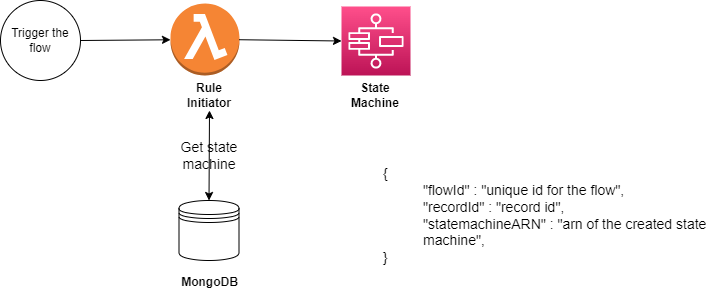 Trigger the
flow
Rule
Initiator
State
Machine
Get state
machine
MongoDB
{
"flowId" : "unique id for the flow",
"recordId" : "record id",
"statemachineARN" : "arn of the created state
machine",
}